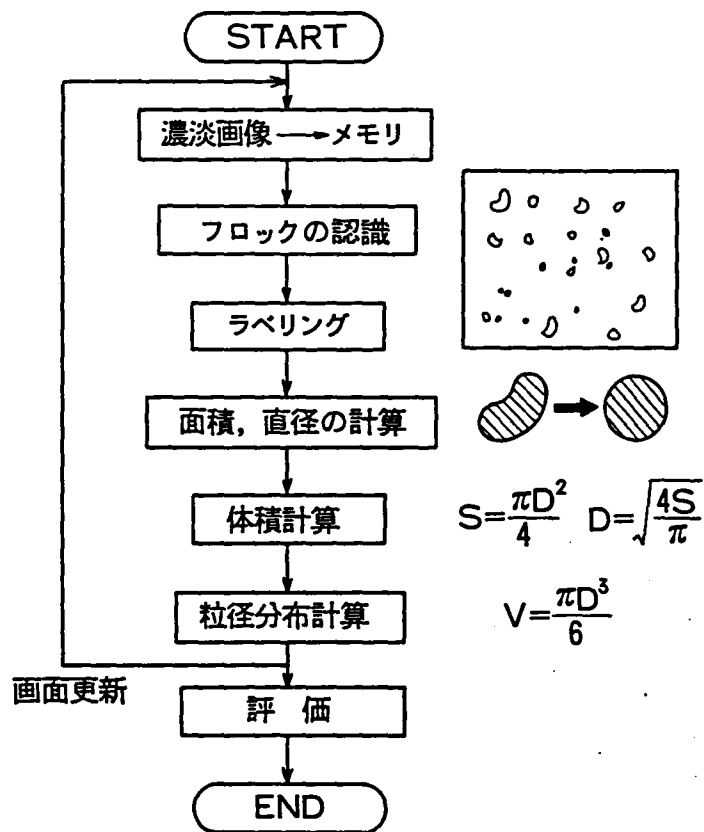 START
濃淡画像→メモリ
フロックの認識
ラベリング
面積，直径の計算
体積計算
S=πD²/4 D=√(4S/π)
粒径分布計算
V=πD³/6
画面更新
評 価
END